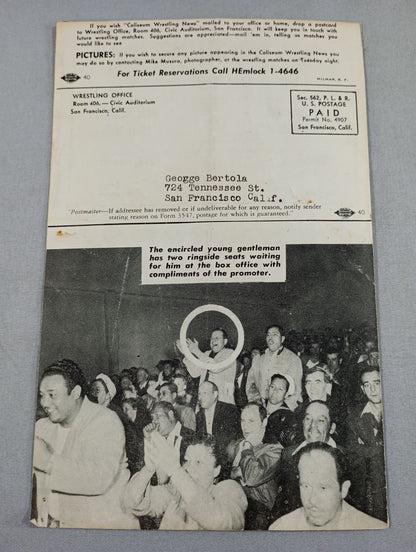 If you wish "Coliseum Wrestling News" mailed to your office or home, drop a postcard
to Wrestling Office, Room 406, Civic Auditorium, San Francisco. It will keep you in touch with
future wrestling matches. Suggestions are appreciated—mail 'em in, telling us matches you
would like to see
PICTURES: If you wish to secure any picture appearing in the Coliseum Wrestling News you
may do so by contacting Mike Musura, photographer, at the wrestling matches on Tuesday night.
40
For Ticket Reservations Call HEmlock 1-4646
WRESTLING OFFICE
Room 406,—Civic Auditorium
San Francisco, Calif.
Sec. 562, P. L. & R.
U. S. POSTAGE
PAID
Permit No. 4907
San Francisco, Calif.
Geogge Bertola
724 Tennessee St.
San Francisco Calif.
"Postmaster—If addressee has removed or if undeliverable for any reason, notify sender
stating reason on Form 3547, postage for which is guaranteed."
40
The encircled young gentleman
has two ringside seats waiting
for him at the box office with
compliments of the promoter.